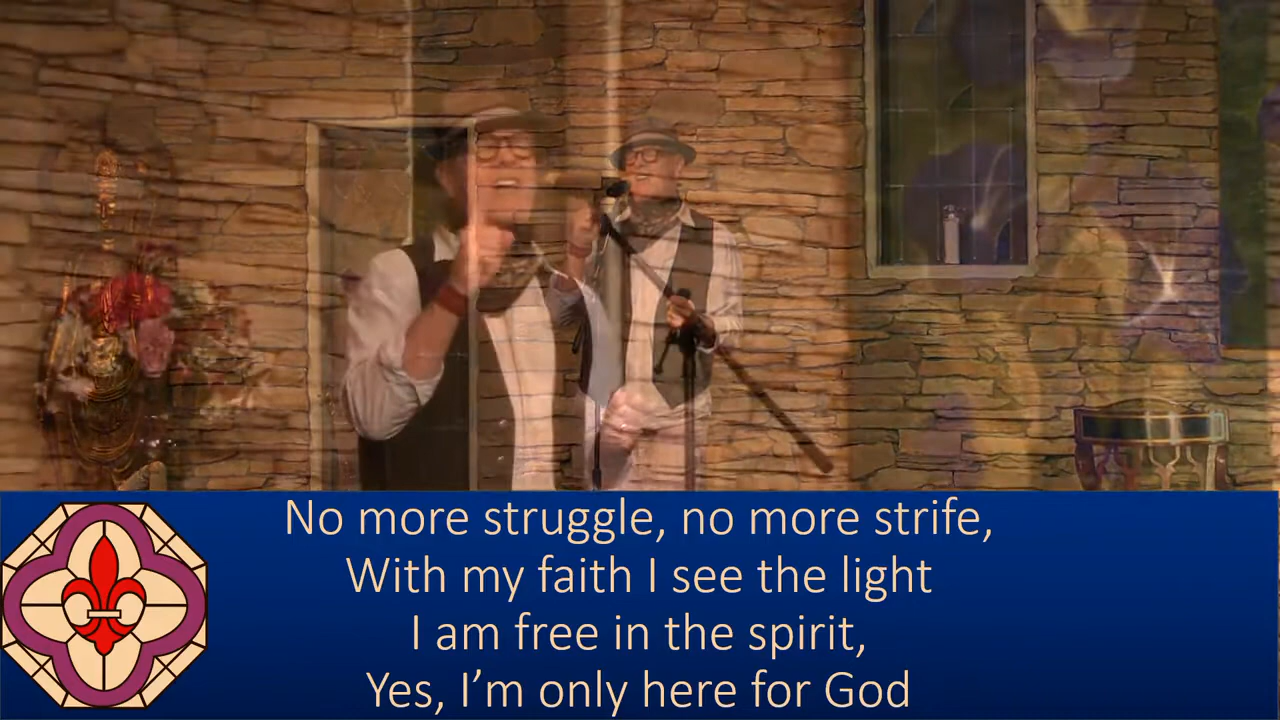 No more struggle, no more strife,
With my faith I see the light
I am free in the spirit,
Yes, I’m only here for God